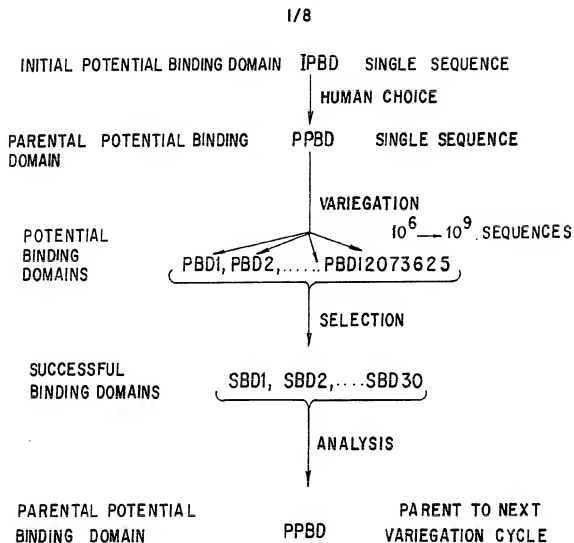 1/8
INITIAL POTENTIAL BINDING DOMAIN IPBD SINGLE SEQUENCE
HUMAN CHOICE
PARENTAL POTENTIAL BINDING DOMAIN PPBD SINGLE SEQUENCE
VARIEGATION
10^6 → 10^9 . SEQUENCES
POTENTIAL
BINDING
DOMAINS
PBD1, PBD2, ...... PBD12073625
SELECTION
SUCCESSFUL
BINDING DOMAINS
SBD1, SBD2, .... SBD30
ANALYSIS
PARENTAL POTENTIAL
BINDING DOMAIN
PPBD
PARENT TO NEXT
VARIEGATION CYCLE